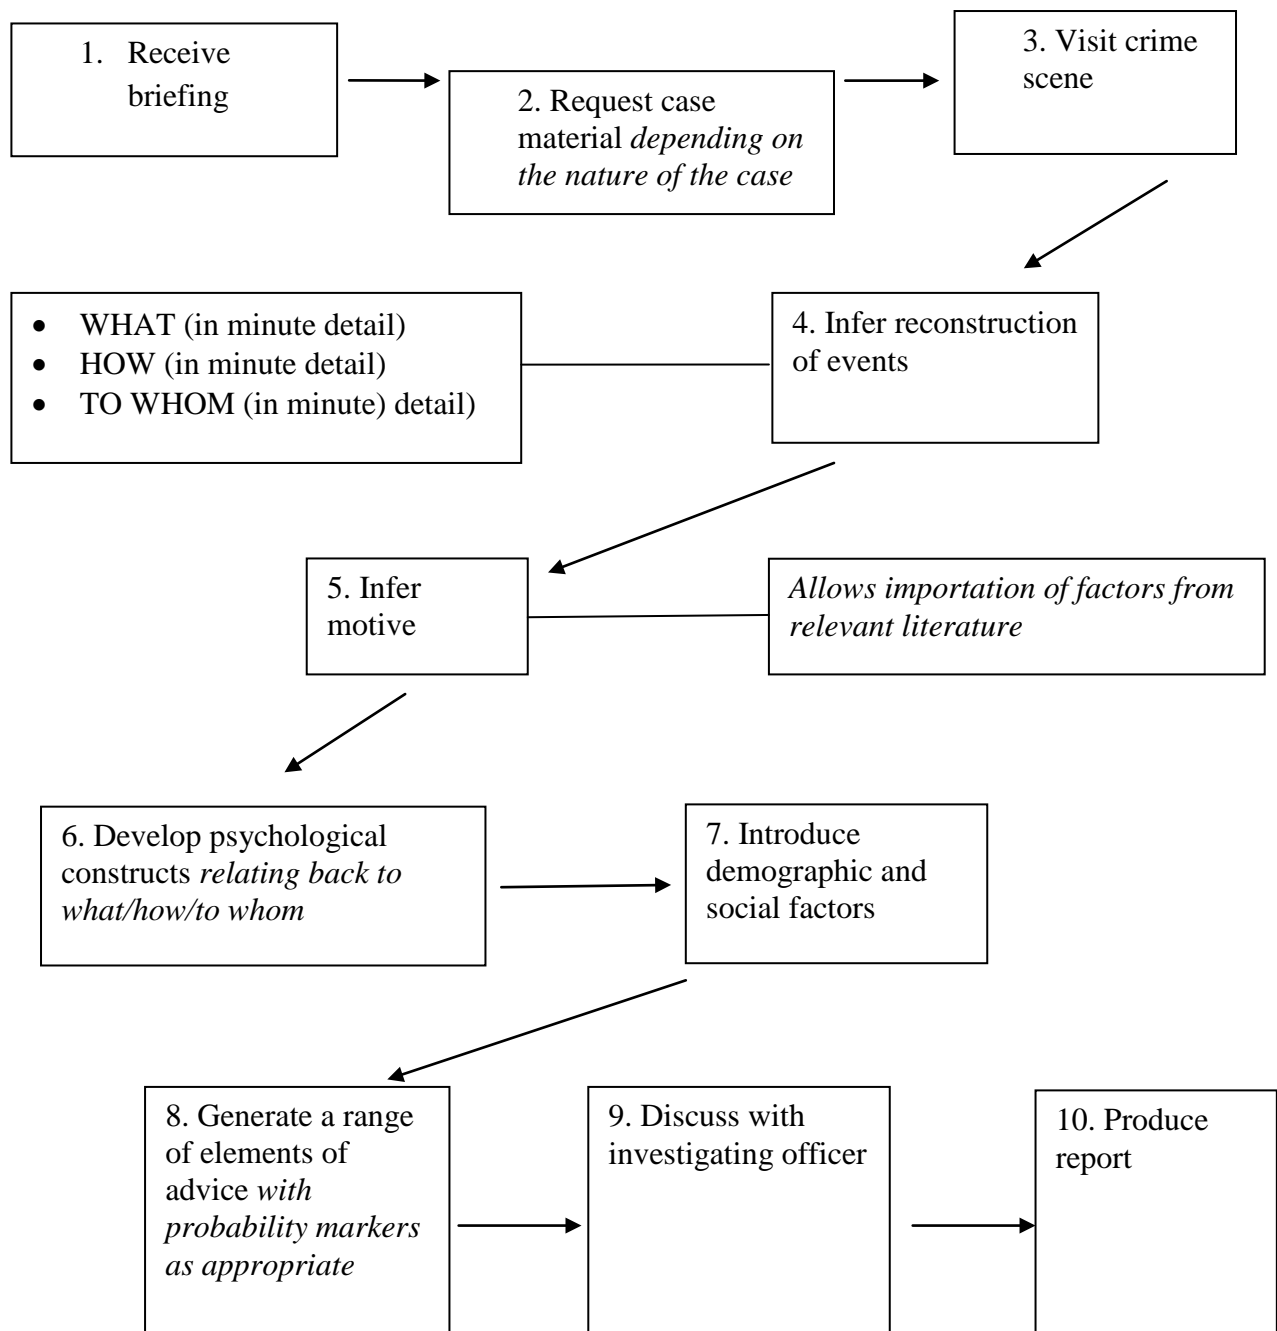 1. Receive
briefing
2. Request case
material depending on
the nature of the case
3. Visit crime
scene
• WHAT (in minute detail)
• HOW (in minute detail)
• TO WHOM (in minute) detail)
4. Infer reconstruction
of events
5. Infer
motive
Allows importation of factors from
relevant literature
6. Develop psychological
constructs relating back to
what/how/to whom
7. Introduce
demographic and
social factors
8. Generate a range
of elements of
advice with
probability markers
as appropriate
9. Discuss with
investigating officer
10. Produce
report